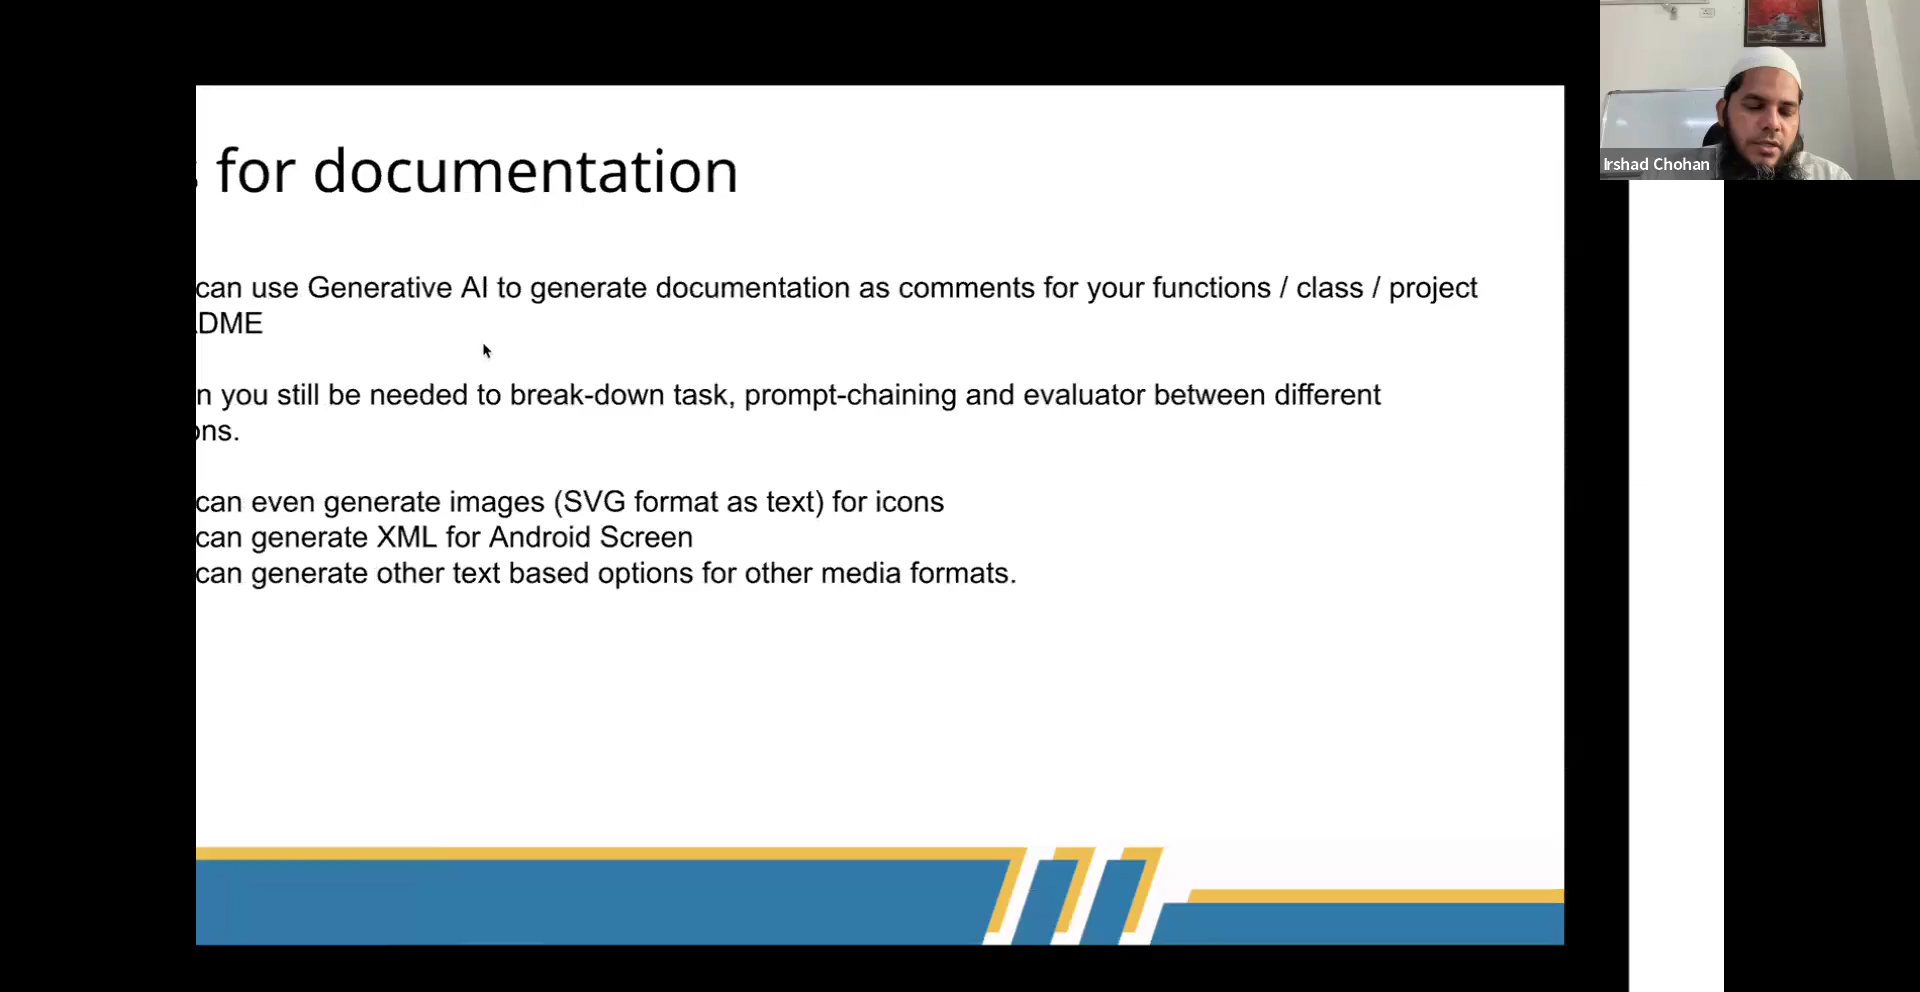 for documentation
can use Generative AI to generate documentation as comments for your functions / class / project
DME
n you still be needed to break-down task, prompt-chaining and evaluator between different
ons.
can even generate images (SVG format as text) for icons
can generate XML for Android Screen
can generate other text based options for other media formats.
Irshad Chohan